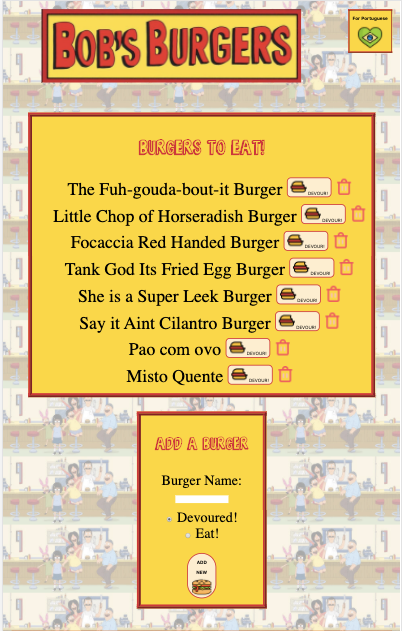 BOB'S BURGERS
For Portuguese
BURGERS TO EAT!
The Fuh-gouda-bout-it Burger DEVOUR!
Little Chop of Horseradish Burger DEVOUR!
Focaccia Red Handed Burger DEVOUR!
Tank God Its Fried Egg Burger DEVOUR!
She is a Super Leek Burger DEVOUR!
Say it Aint Cilantro Burger DEVOUR!
Pao com ovo DEVOUR!
Misto Quente DEVOUR!
ADD A BURGER
Burger Name:
Devoured!
Eat!
ADD
NEW